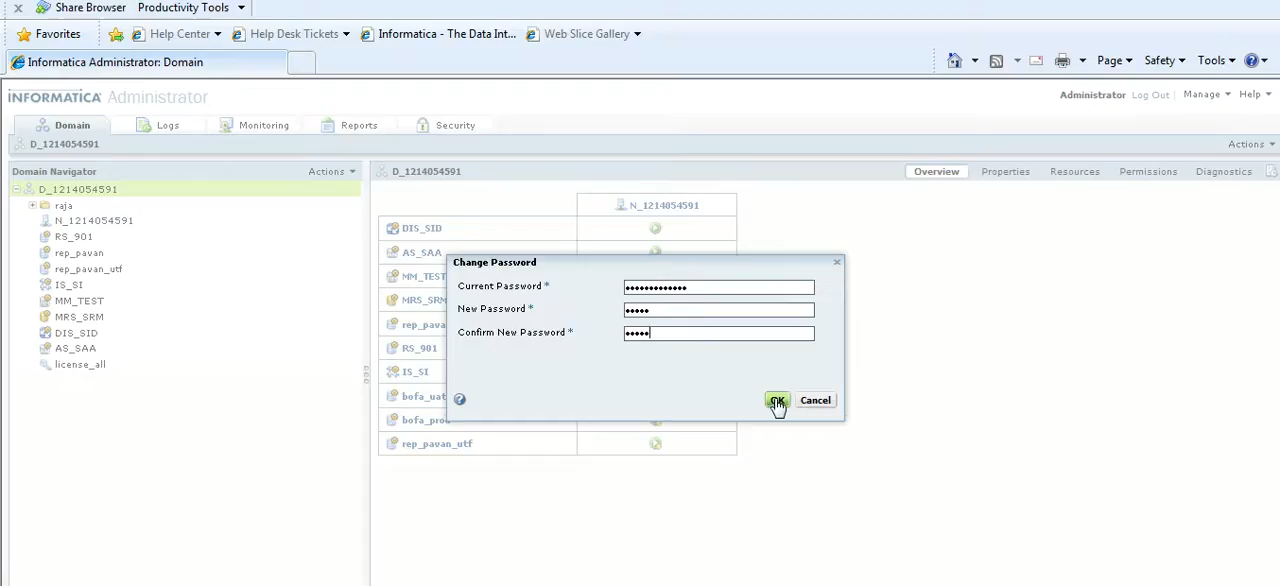 Share Browser Productivity Tools
Favorites Help Center Help Desk Tickets Informatica - The Data Int... Web Slice Gallery
Informatica Administrator: Domain Page Safety Tools
INFORMATICA Administrator Administrator Log Out Manage Help
Domain Logs Monitoring Reports Security
D_1214054591 Actions
Domain Navigator Actions D_1214054591 Overview Properties Resources Permissions Diagnostics
D_1214054591
raja N_1214054591
N_1214054591
RS_901 DIS_SID
rep_pavan AS_SAA
rep_pavan_utf
IS_SI MM_TEST
MM_TEST MRS_SRM
MRS_SRM rep_pav
DIS_SID
AS_SAA RS_901
license_all IS_SI
bofa_uat
bofa_prod
rep_pavan_utf
Change Password
Current Password * •••••••••••••
New Password * •••••
Confirm New Password * •••••
OK Cancel